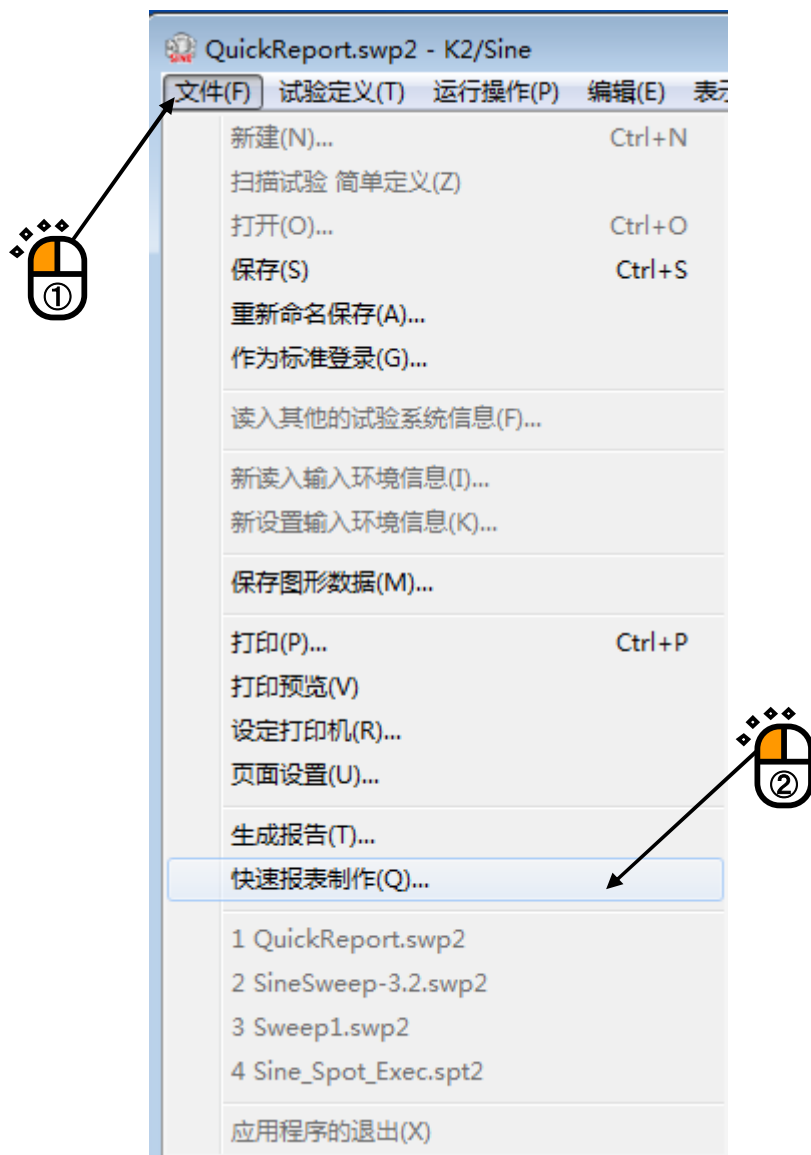 QuickReport.swp2 - K2/Sine
文件(F) 试验定义(T) 运行操作(P) 编辑(E)
新建(N)... Ctrl+N
扫描试验 简单定义(Z)
打开(O)... Ctrl+O
保存(S) Ctrl+S
①
重新命名保存(A)...
作为标准登录(G)...
读入其他的试验系统信息(F)...
新读入输入环境信息(I)...
新设置输入环境信息(K)...
保存图形数据(M)...
打印(P)... Ctrl+P
打印预览(V)
设定打印机(R)...
页面设置(U)...
②
生成报告(T)...
快速报表制作(Q)...
1 QuickReport.swp2
2 SineSweep-3.2.swp2
3 Sweep1.swp2
4 Sine_Spot_Exec.spt2
应用程序的退出(X)